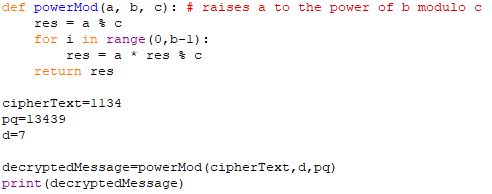 def powerMod(a, b, c): # raises a to the power of b modulo c
    res = a % c
    for i in range(0,b-1):
        res = a * res % c
    return res
cipherText=1134
pq=13439
d=7
decryptedMessage=powerMod(cipherText,d,pq)
print(decryptedMessage)